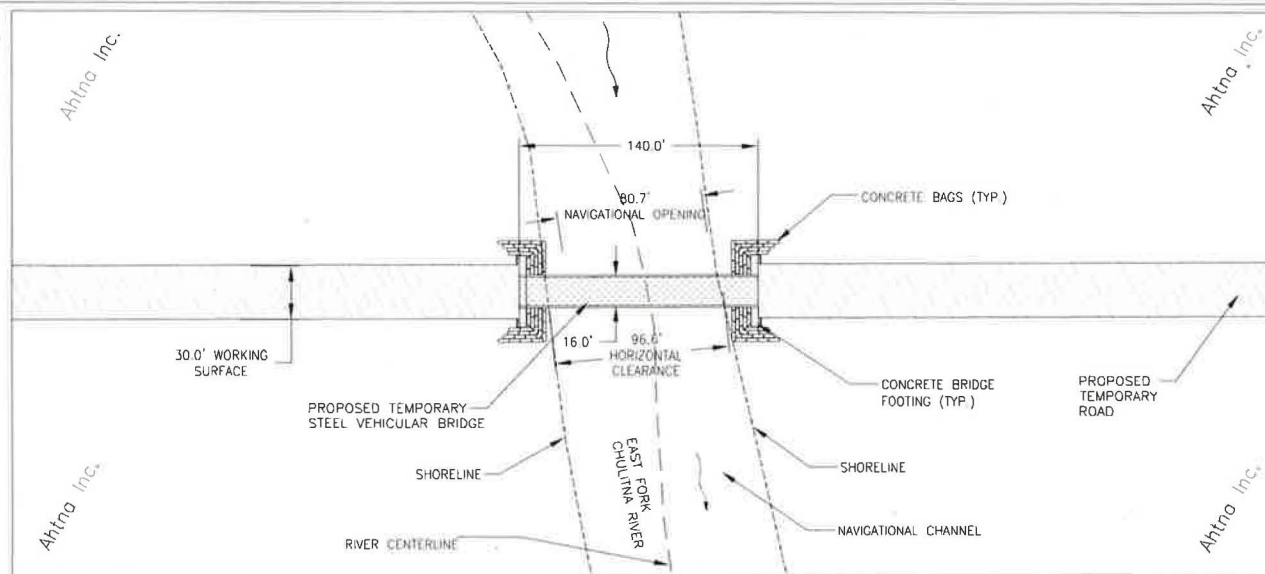 Ahtna Inc.
Ahtna Inc.
140.0'
80.7'
NAVIGATIONAL OPENING
CONCRETE BAGS (TYP.)
30.0' WORKING
SURFACE
16.0'
96.6'
HORIZONTAL
CLEARANCE
PROPOSED TEMPORARY
STEEL VEHICULAR BRIDGE
CONCRETE BRIDGE
FOOTING (TYP.)
PROPOSED
TEMPORARY
ROAD
SHORELINE
EAST FORK
CHULITNA RIVER
SHORELINE
Ahtna Inc.
RIVER CENTERLINE
NAVIGATIONAL CHANNEL
Ahtna Inc.